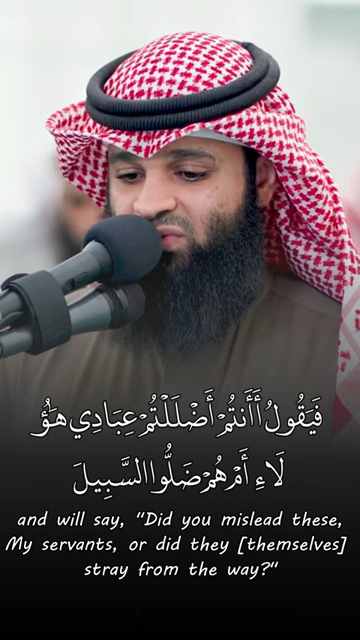 فَيَقُولُ أَأَنتُمْ أَضْلَلْتُمْ عِبَادِي هَٰؤُ
لَاءِ أَمْ هُمْ ضَلُّوا السَّبِيلَ
and will say, "Did you mislead these,
My servants, or did they [themselves]
stray from the way?"